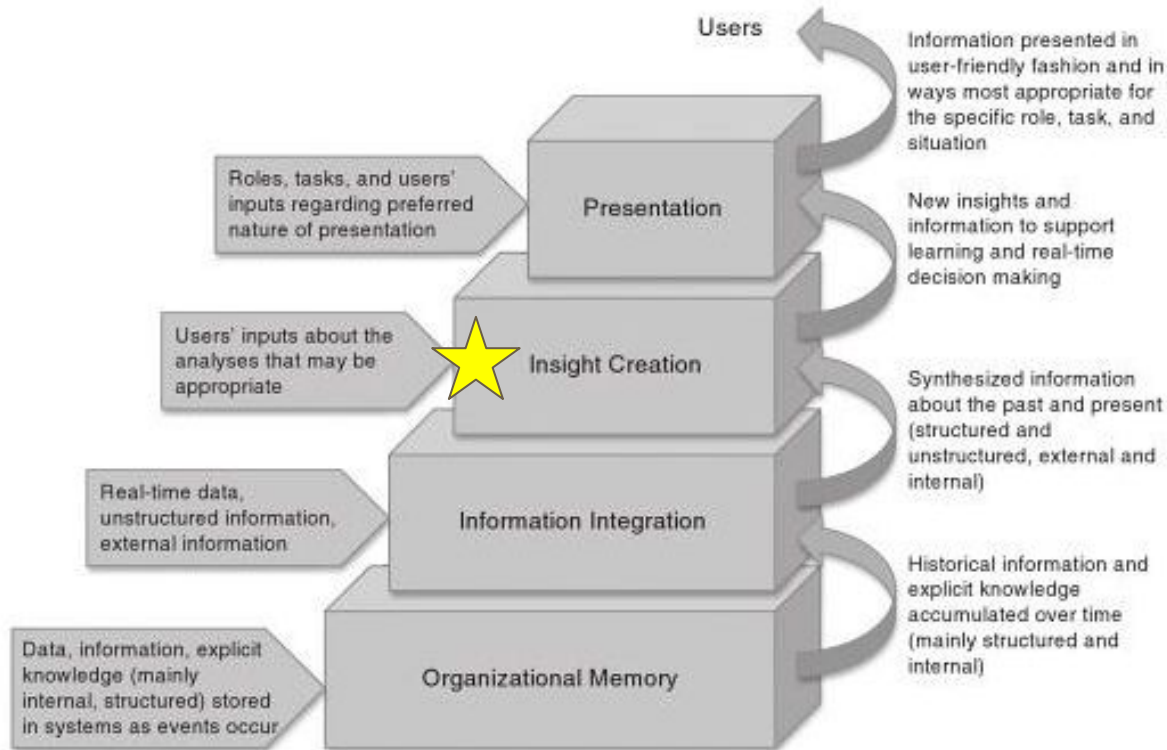 Users
Information presented in
user-friendly fashion and in
ways most appropriate for
the specific role, task, and
situation
Roles, tasks, and users'
inputs regarding preferred
nature of presentation
Presentation
New insights and
information to support
learning and real-time
decision making
Users' inputs about the
analyses that may be
appropriate
Insight Creation
Synthesized information
about the past and present
(structured and
unstructured, external and
internal)
Real-time data,
unstructured information,
external information
Information Integration
Historical information and
explicit knowledge
accumulated over time
(mainly structured and
internal)
Data, information, explicit
knowledge (mainly
internal, structured) stored
in systems as events occur
Organizational Memory